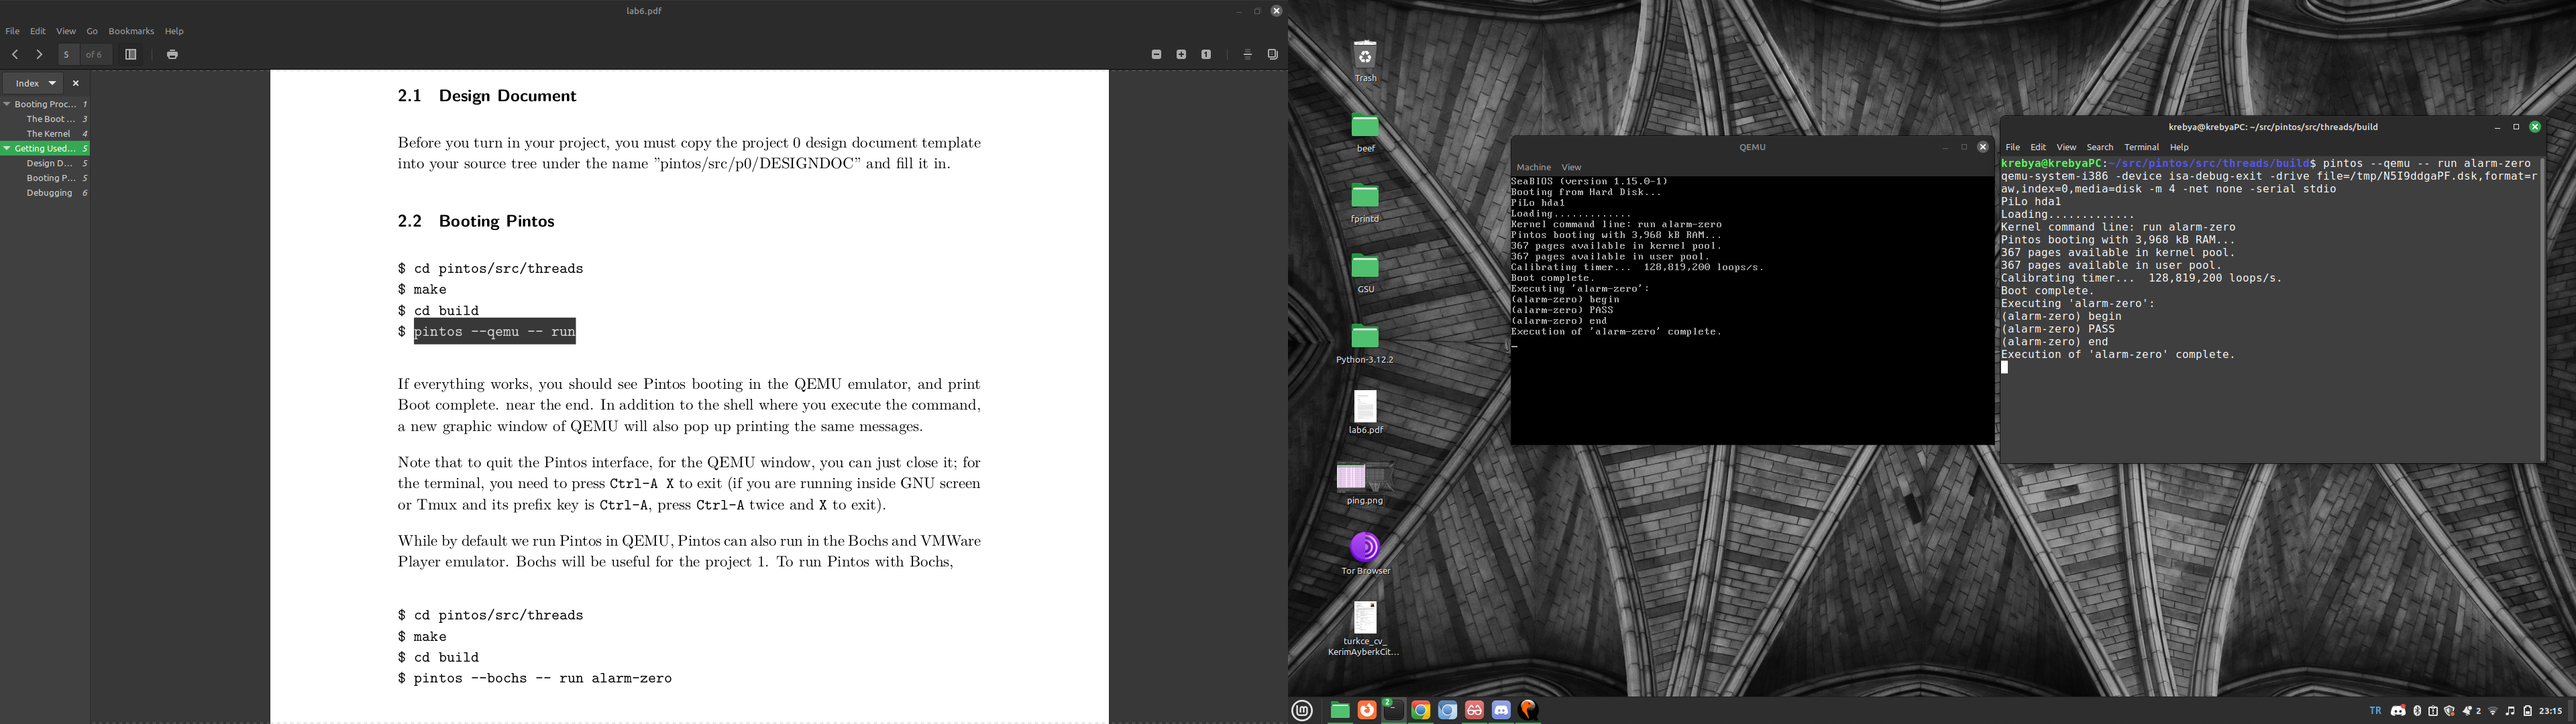 lab6.pdf
File Edit View Go Bookmarks Help
5 of 6
Index
Booting Proc... 1
The Boot ... 3
The Kernel 4
Getting Used... 5
Design D... 5
Booting P... 5
Debugging 6
2.1 Design Document
Before you turn in your project, you must copy the project 0 design document template
into your source tree under the name ”pintos/src/p0/DESIGNDOC” and fill it in.
2.2 Booting Pintos
$ cd pintos/src/threads
$ make
$ cd build
$ pintos --qemu -- run
If everything works, you should see Pintos booting in the QEMU emulator, and print
Boot complete. near the end. In addition to the shell where you execute the command,
a new graphic window of QEMU will also pop up printing the same messages.
Note that to quit the Pintos interface, for the QEMU window, you can just close it; for
the terminal, you need to press Ctrl-A X to exit (if you are running inside GNU screen
or Tmux and its prefix key is Ctrl-A, press Ctrl-A twice and X to exit).
While by default we run Pintos in QEMU, Pintos can also run in the Bochs and VMWare
Player emulator. Bochs will be useful for the project 1. To run Pintos with Bochs,
$ cd pintos/src/threads
$ make
$ cd build
$ pintos --bochs -- run alarm-zero
Trash
beef
fprintd
GSU
Python-3.12.2
lab6.pdf
ping.png
Tor Browser
turkce_cv_
KerimAyberkCit...
QEMU
Machine View
SeaBIOS (version 1.15.0-1)
Booting from Hard Disk...
PiLo hda1
Loading.............
Kernel command line: run alarm-zero
Pintos booting with 3,968 kB RAM...
367 pages available in kernel pool.
367 pages available in user pool.
Calibrating timer... 128,819,200 loops/s.
Boot complete.
Executing 'alarm-zero':
(alarm-zero) begin
(alarm-zero) PASS
(alarm-zero) end
Execution of 'alarm-zero' complete.
krebya@krebyaPC: ~/src/pintos/src/threads/build
File Edit View Search Terminal Help
krebya@krebyaPC:~/src/pintos/src/threads/build$ pintos --qemu -- run alarm-zero
qemu-system-i386 -device isa-debug-exit -drive file=/tmp/N5I9ddgaPF.dsk,format=r
aw,index=0,media=disk -m 4 -net none -serial stdio
PiLo hda1
Loading.............
Kernel command line: run alarm-zero
Pintos booting with 3,968 kB RAM...
367 pages available in kernel pool.
367 pages available in user pool.
Calibrating timer... 128,819,200 loops/s.
Boot complete.
Executing 'alarm-zero':
(alarm-zero) begin
(alarm-zero) PASS
(alarm-zero) end
Execution of 'alarm-zero' complete.
2
TR 2 23:15